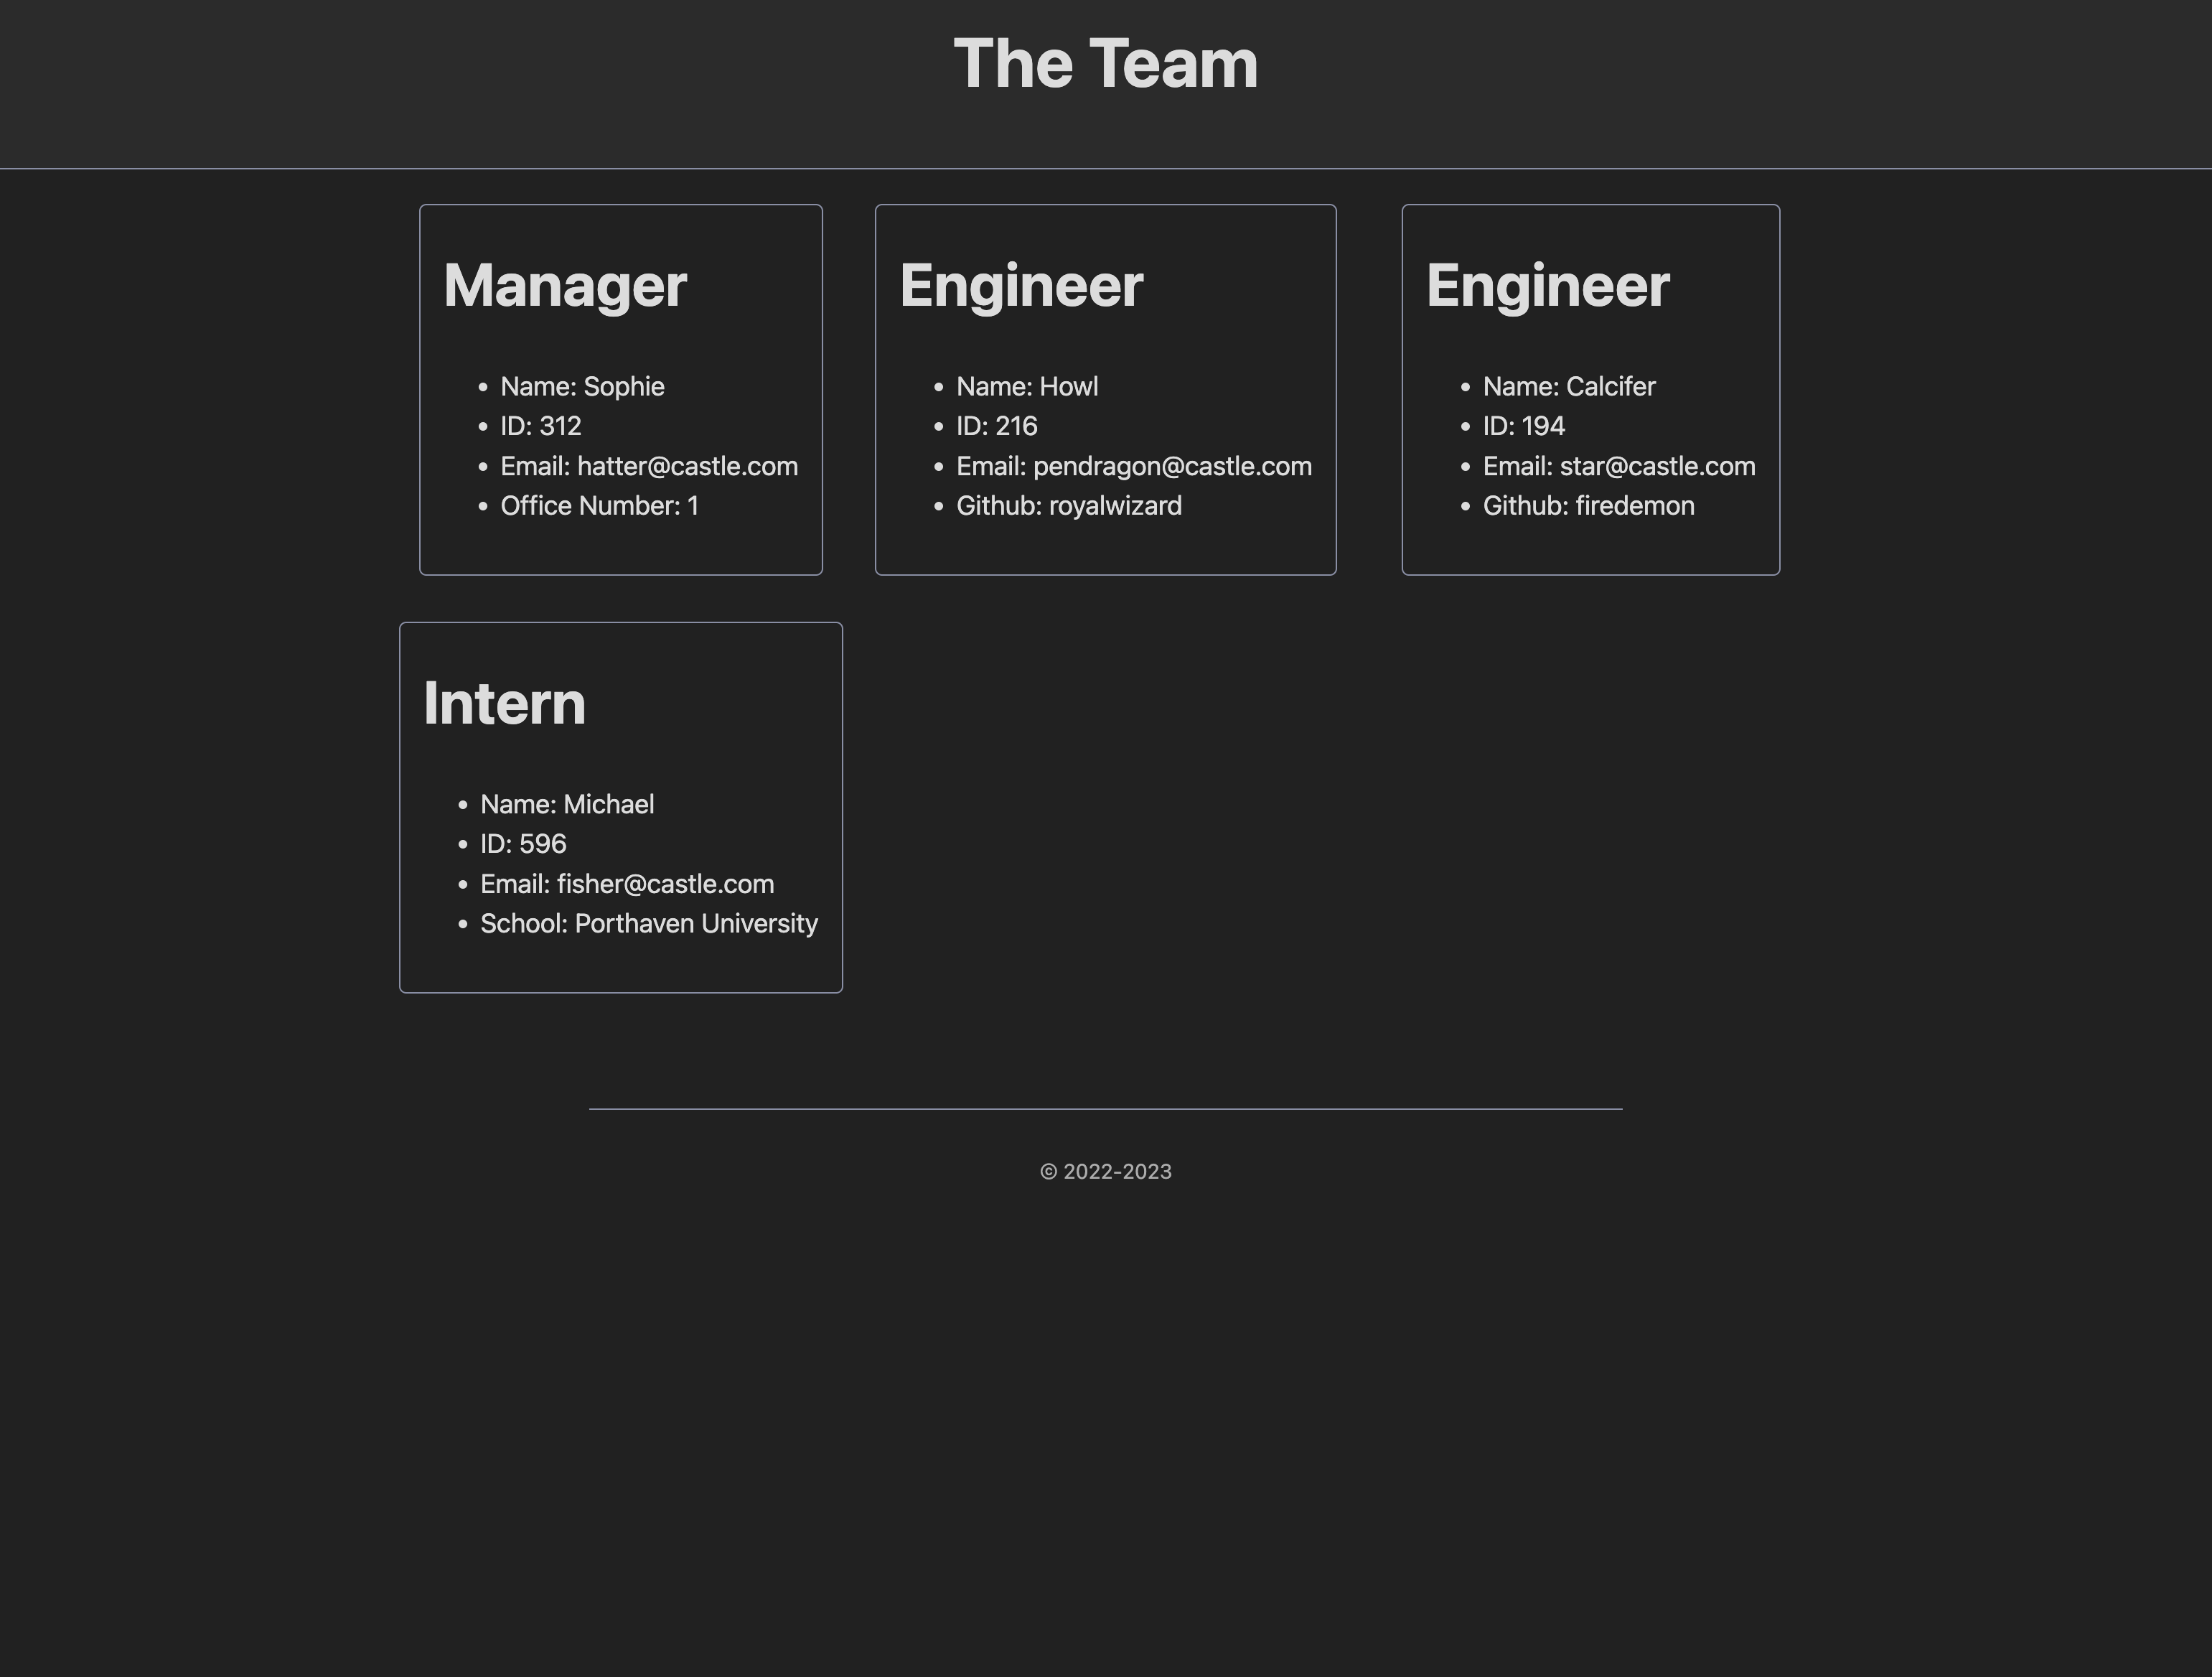 The Team
Manager
Name: Sophie
ID: 312
Email: hatter@castle.com
Office Number: 1
Engineer
Name: Howl
ID: 216
Email: pendragon@castle.com
Github: royalwizard
Engineer
Name: Calcifer
ID: 194
Email: star@castle.com
Github: firedemon
Intern
Name: Michael
ID: 596
Email: fisher@castle.com
School: Porthaven University
© 2022-2023